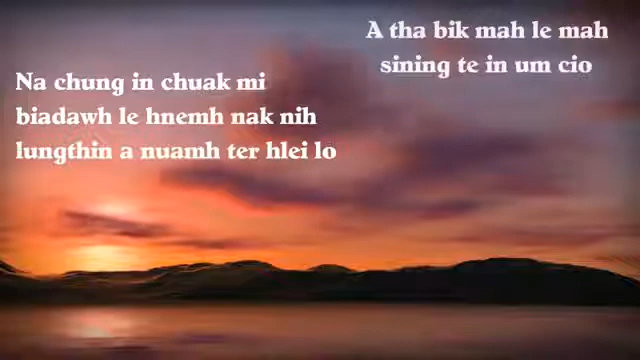 Na chung in chuak mi
biadawh le hnemh nak nih
lungthin a nuamh ter hlei lo
A tha bik mah le mah
sining te in um cio